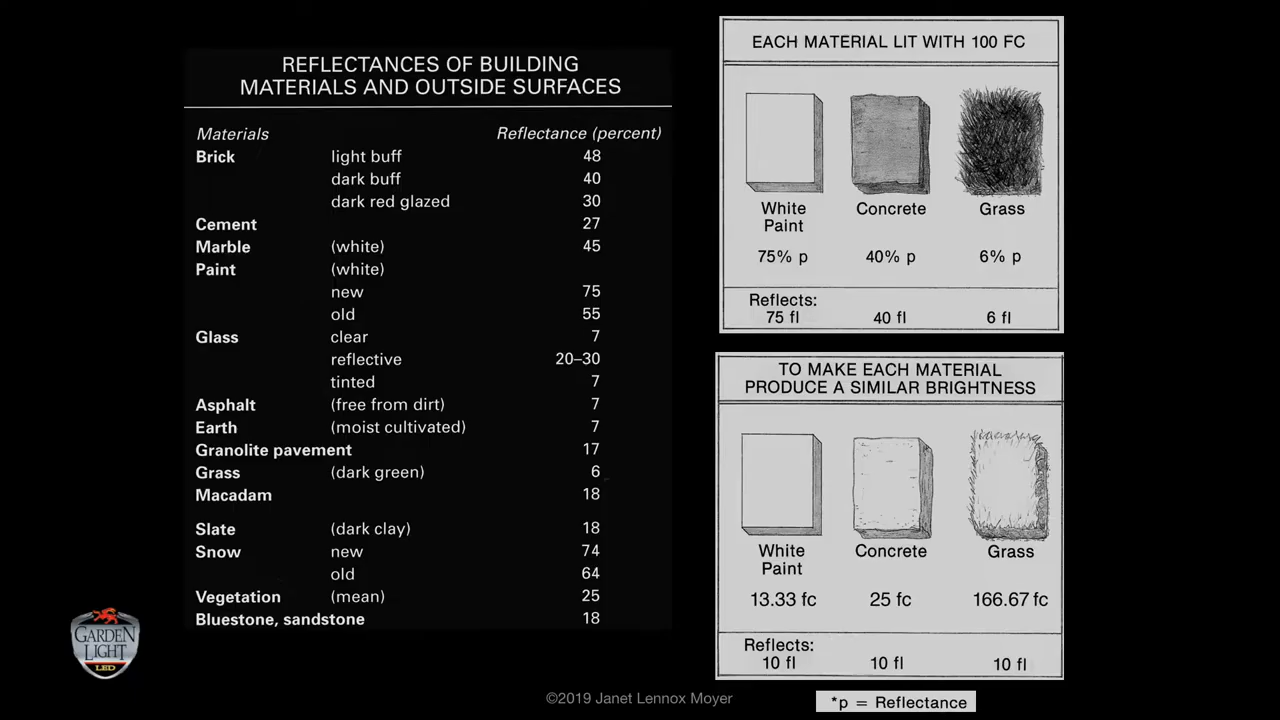 REFLECTANCES OF BUILDING
MATERIALS AND OUTSIDE SURFACES
Materials Reflectance (percent)
Brick light buff 48
dark buff 40
dark red glazed 30
Cement 27
Marble (white) 45
Paint (white)
new 75
old 55
Glass clear 7
reflective 20–30
tinted 7
Asphalt (free from dirt) 7
Earth (moist cultivated) 7
Granolite pavement 17
Grass (dark green) 6
Macadam 18
Slate (dark clay) 18
Snow new 74
old 64
Vegetation (mean) 25
Bluestone, sandstone 18
EACH MATERIAL LIT WITH 100 FC
White Concrete Grass
Paint
75% p 40% p 6% p
Reflects:
75 fl 40 fl 6 fl
TO MAKE EACH MATERIAL
PRODUCE A SIMILAR BRIGHTNESS
White Concrete Grass
Paint
13.33 fc 25 fc 166.67 fc
Reflects:
10 fl 10 fl 10 fl
*p = Reflectance
GARDEN
LIGHT
LED
©2019 Janet Lennox Moyer